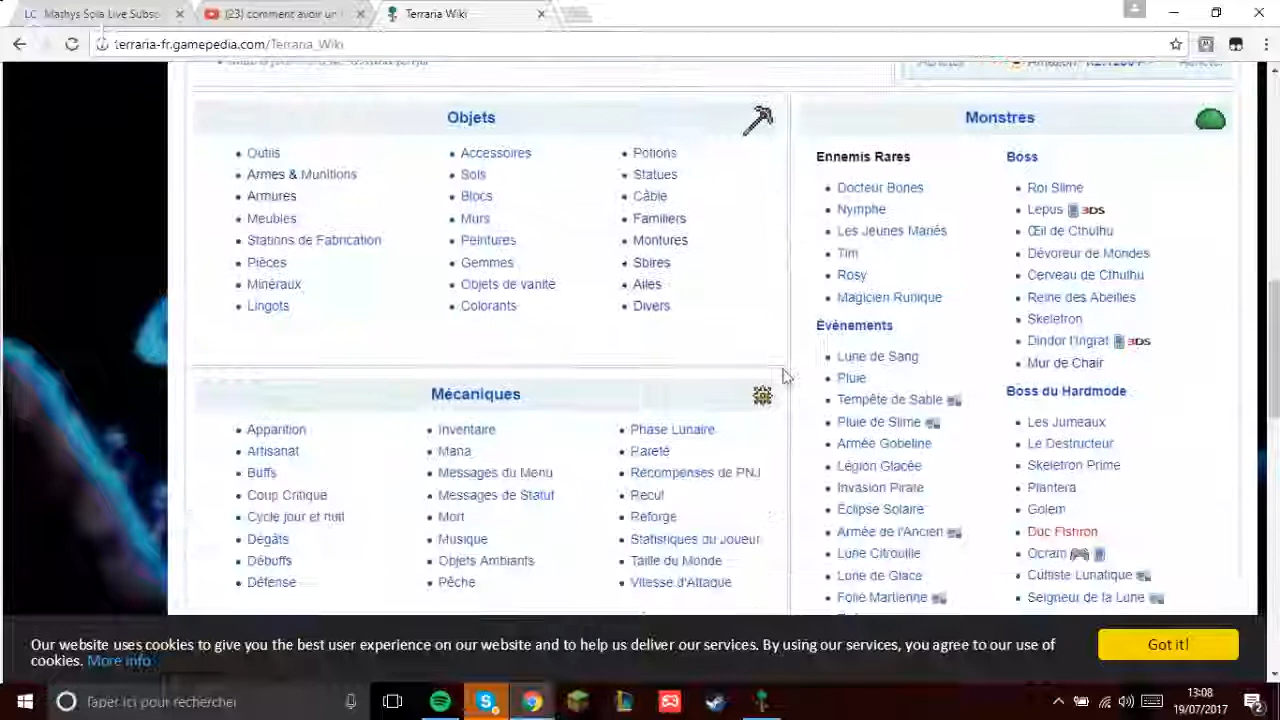 Mathys Sola Live Subsc
(23) comment avoir un
Terraria Wiki
terraria-fr.gamepedia.com/Terraria_Wiki
Objets
Outils
Armes & Munitions
Armures
Meubles
Stations de Fabrication
Pièces
Minéraux
Lingots
Accessoires
Sols
Blocs
Murs
Peintures
Gemmes
Objets de vanité
Colorants
Potions
Statues
Câble
Familiers
Montures
Sbires
Ailes
Divers
Mécaniques
Apparition
Artisanat
Buffs
Coup Critique
Cycle jour et nuit
Dégâts
Débuffs
Défense
Inventaire
Mana
Messages du Menu
Messages de Statut
Mort
Musique
Objets Ambiants
Pêche
Phase Lunaire
Rareté
Récompenses de PNJ
Recul
Reforge
Statistiques du Joueur
Taille du Monde
Vitesse d'Attaque
Monstres
Ennemis Rares
Docteur Bones
Nymphe
Les Jeunes Mariés
Tim
Rosy
Magicien Runique
Évènements
Lune de Sang
Pluie
Tempête de Sable
Pluie de Slime
Armée Gobeline
Légion Glacée
Invasion Pirate
Éclipse Solaire
Armée de l'Ancien
Lune Citrouille
Lune de Glace
Folie Martienne
Boss
Roi Slime
Lepus 3DS
Œil de Cthulhu
Dévoreur de Mondes
Cerveau de Cthulhu
Reine des Abeilles
Skeletron
Dindor l'Ingrat 3DS
Mur de Chair
Boss du Hardmode
Les Jumeaux
Le Destructeur
Skeletron Prime
Plantera
Golem
Duc Fishron
Ocram
Cultiste Lunatique
Seigneur de la Lune
Our website uses cookies to give you the best user experience on our website and to help us deliver our services. By using our services, you agree to our use of
cookies. More info
Got it!
Taper ici pour rechercher
13:08
19/07/2017